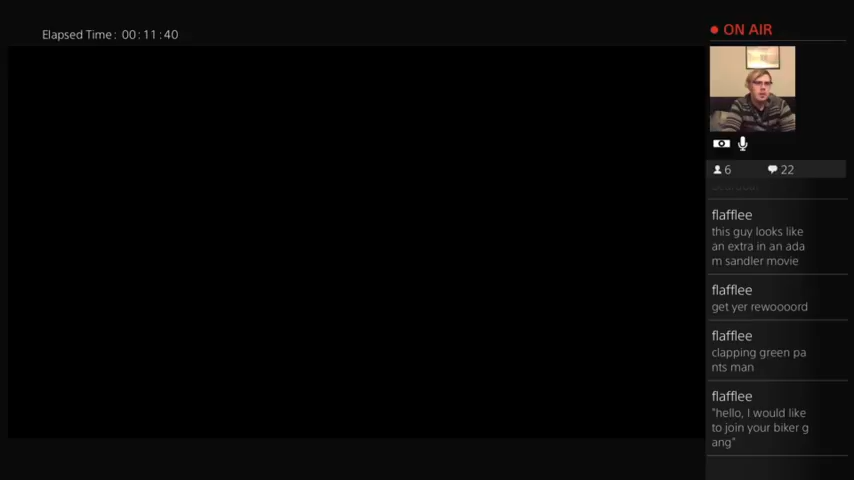 Elapsed Time: 00:11:40
ON AIR
6
22
flafflee
this guy looks like
an extra in an ada
m sandler movie
flafflee
get yer rewoooord
flafflee
clapping green pa
nts man
flafflee
"hello, I would like
to join your biker g
ang"